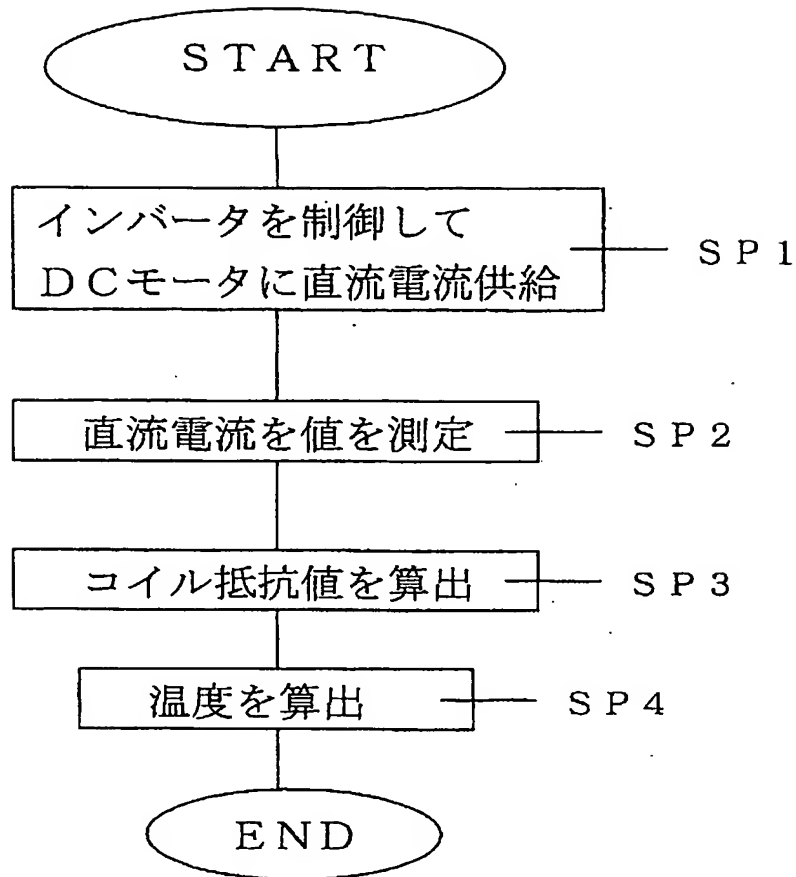 START
インバータを制御して
DCモータに直流電流供給
SP1
直流電流を値を測定
SP2
コイル抵抗値を算出
SP3
温度を算出
SP4
END